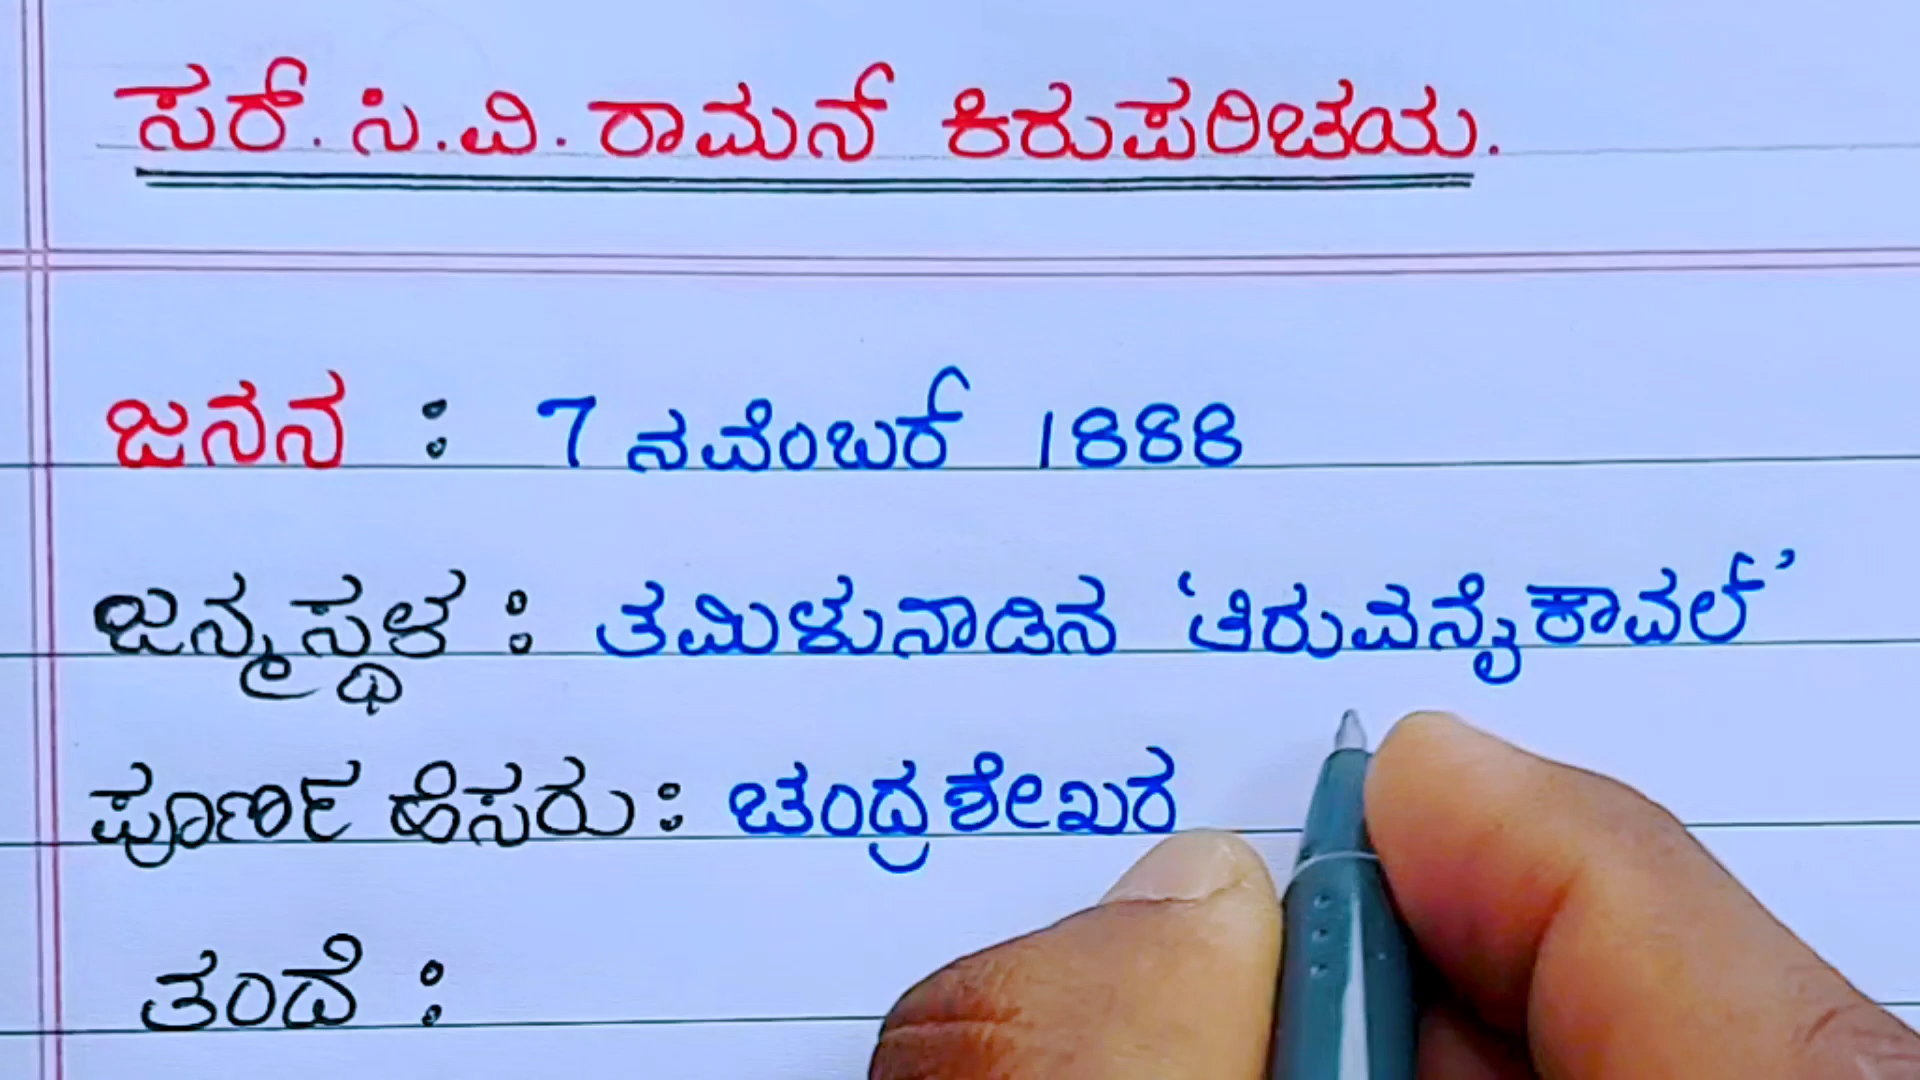 ಸರ್. ಸಿ.ವಿ. ರಾಮನ್ ಕಿರುಪರಿಚಯ.
ಜನನ : 7 ನವೆಂಬರ್ 1888
ಜನ್ಮಸ್ಥಳ : ತಮಿಳುನಾಡಿನ ‘ತಿರುವನೈಕಾವಲ್’
ಪೂರ್ಣ ಹೆಸರು : ಚಂದ್ರಶೇಖರ
ತಂದೆ :